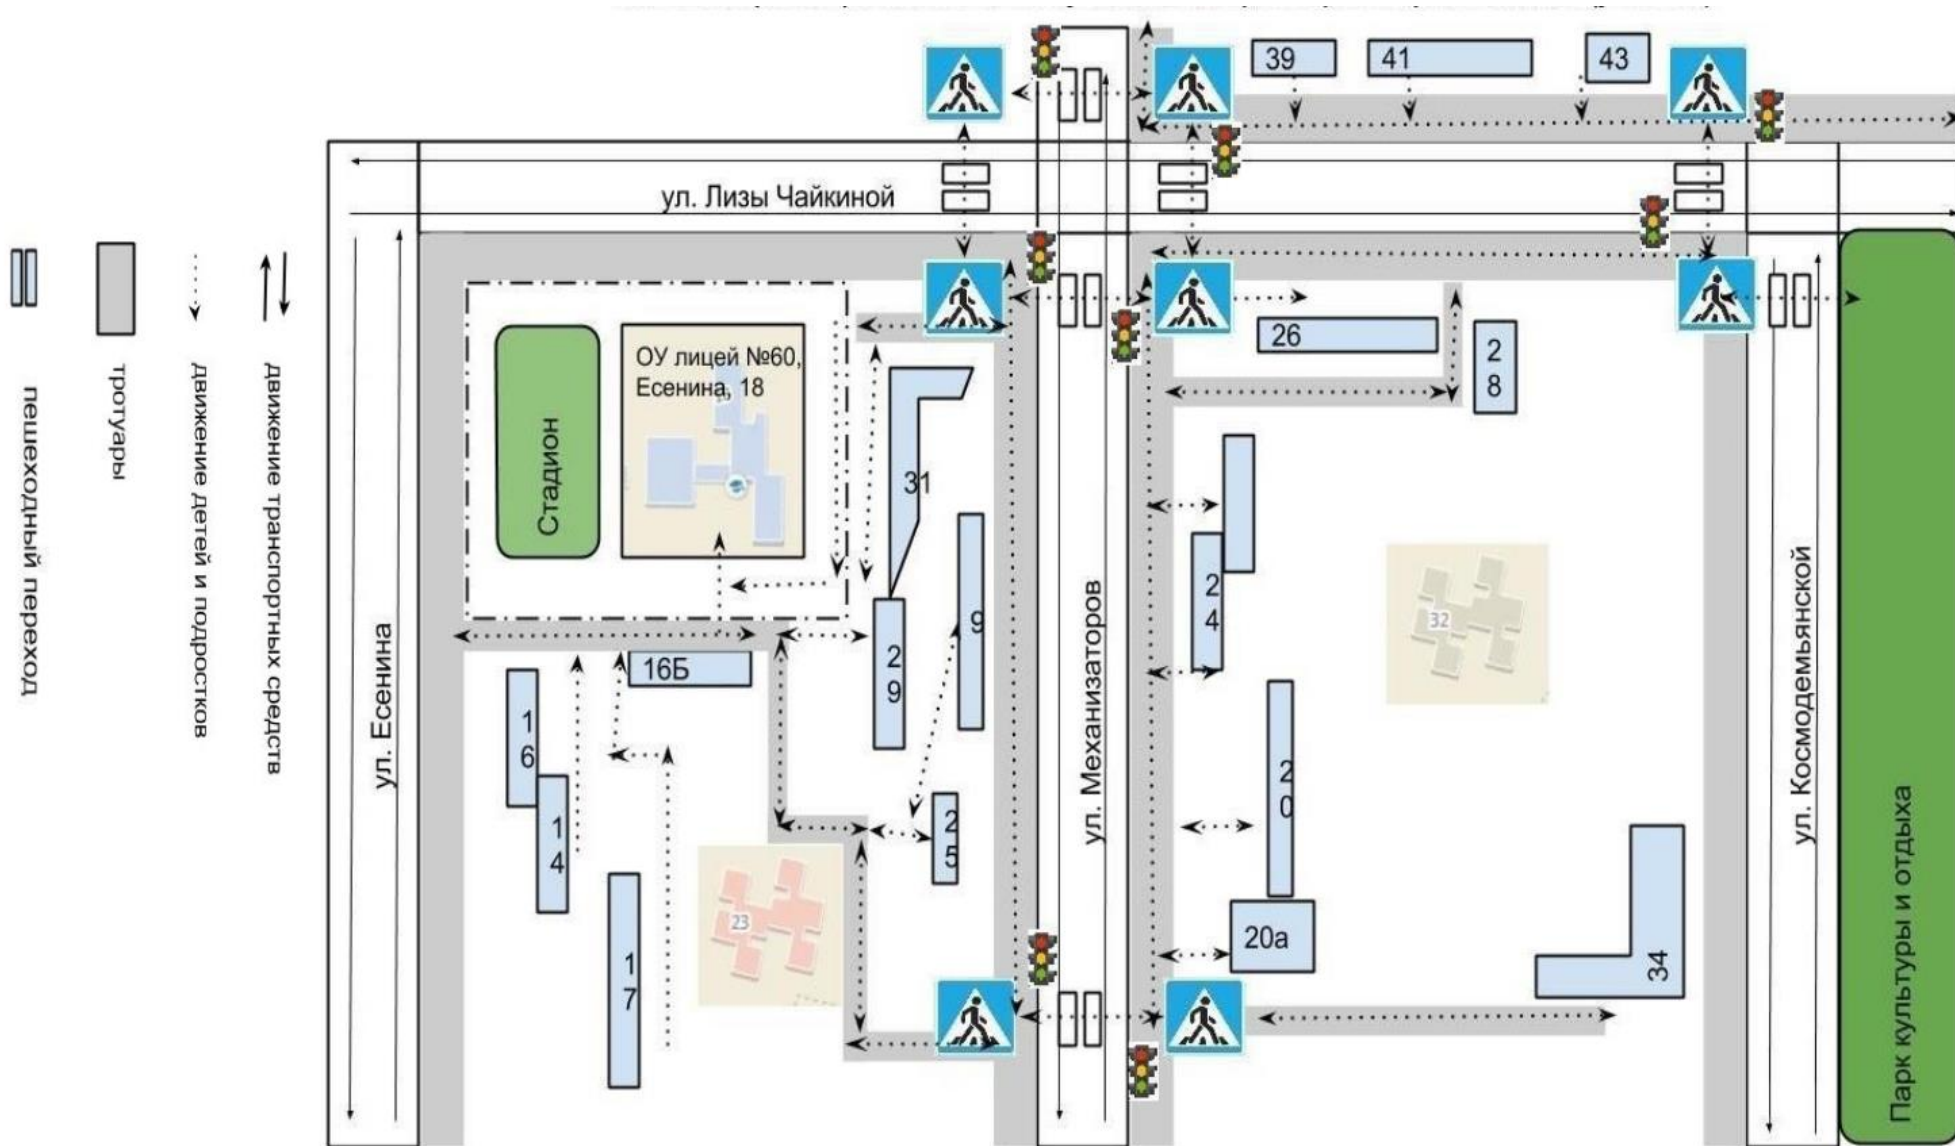 39
41
43
ул. Лизы Чайкиной
26
2
8
ОУ лицей №60,
Есенина, 18
Стадион
31
9
2
4
32
2
9
16Б
1
6
1
4
1
7
23
2
5
2
0
20а
34
ул. Есенина
ул. Механизаторов
ул. Космодемьянской
Парк культуры и отдыха
пешеходный переход
тротуары
движение детей и подростков
движение транспортных средств